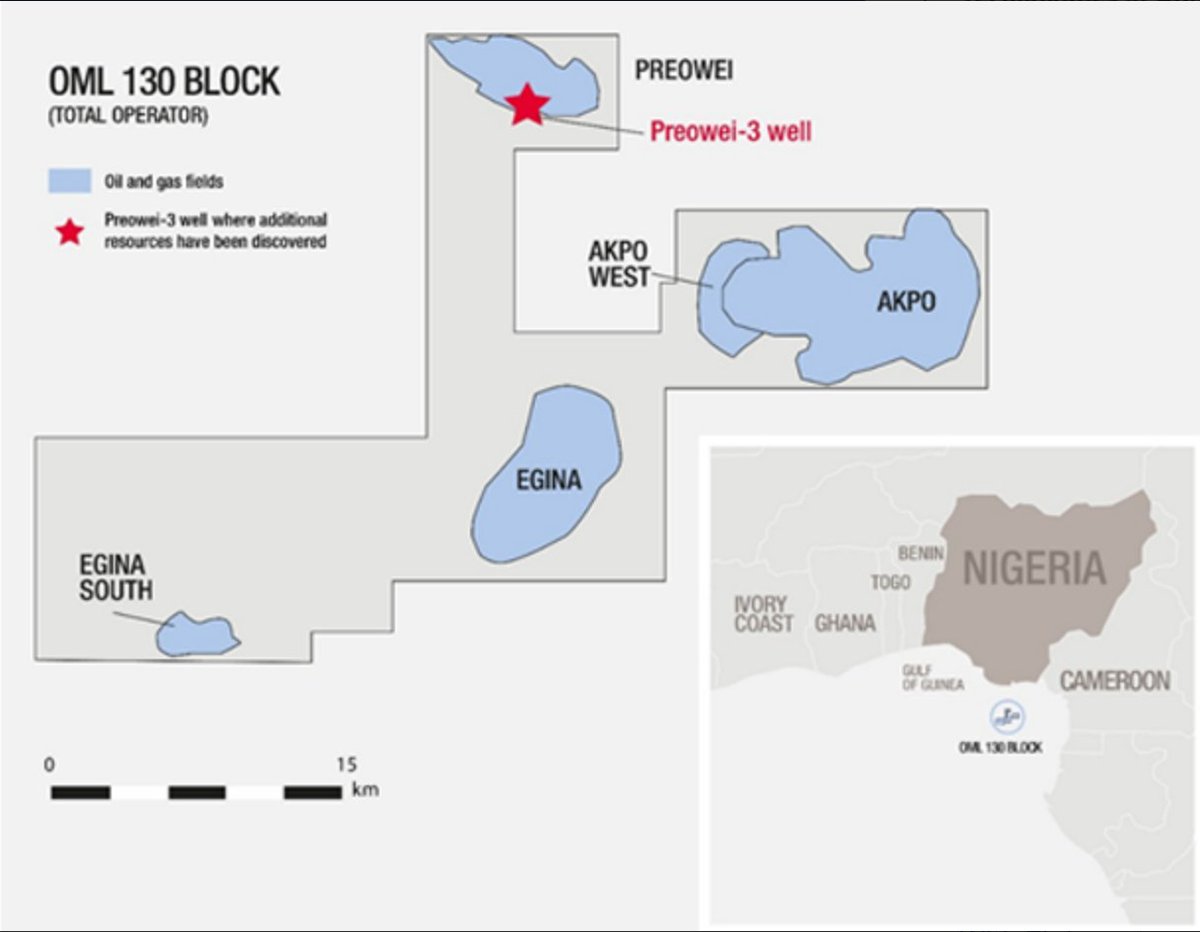 OML 130 BLOCK
(TOTAL OPERATOR)
Oil and gas fields
Preowei-3 well where additional
resources have been discovered
PREOWEI
Preowei-3 well
AKPO
WEST
AKPO
EGINA
EGINA
SOUTH
0 15
km
NIGERIA
BENIN
TOGO
IVORY
COAST
GHANA
GULF
OF GUINEA
CAMEROON
OML 130 BLOCK